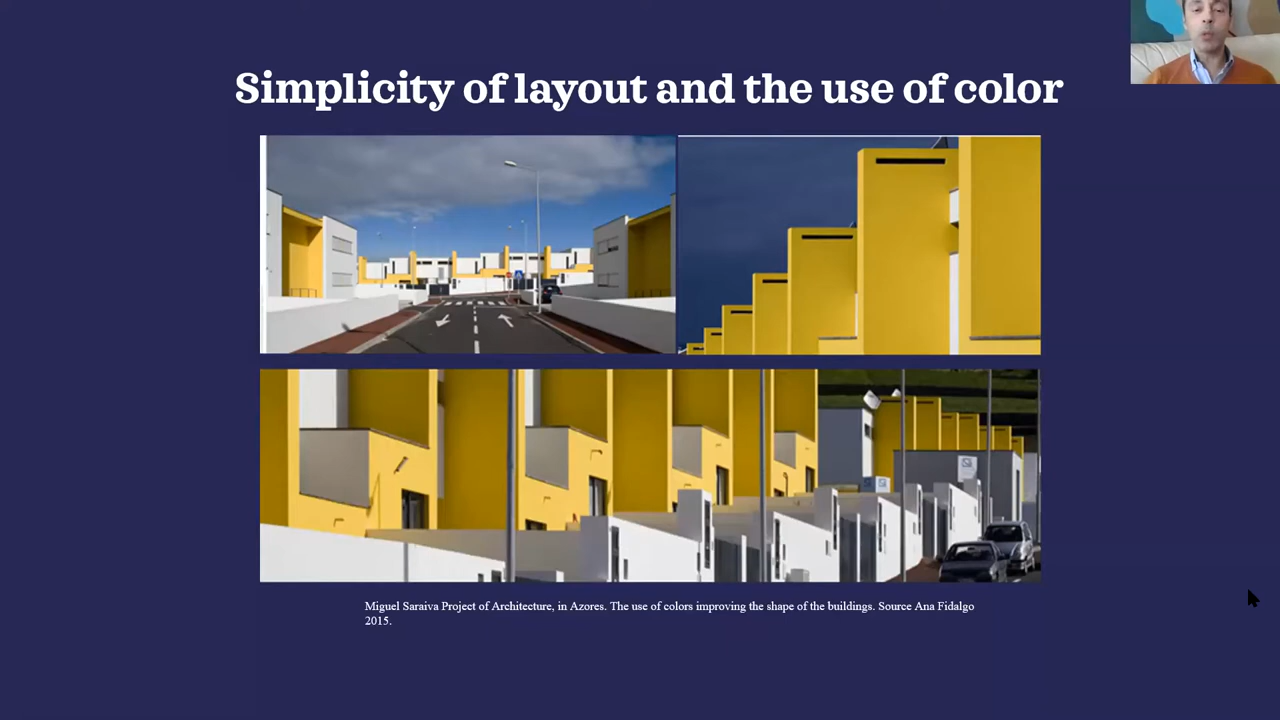 Simplicity of layout and the use of color
Miguel Saraiva Project of Architecture, in Azores. The use of colors improving the shape of the buildings. Source Ana Fidalgo
2015.